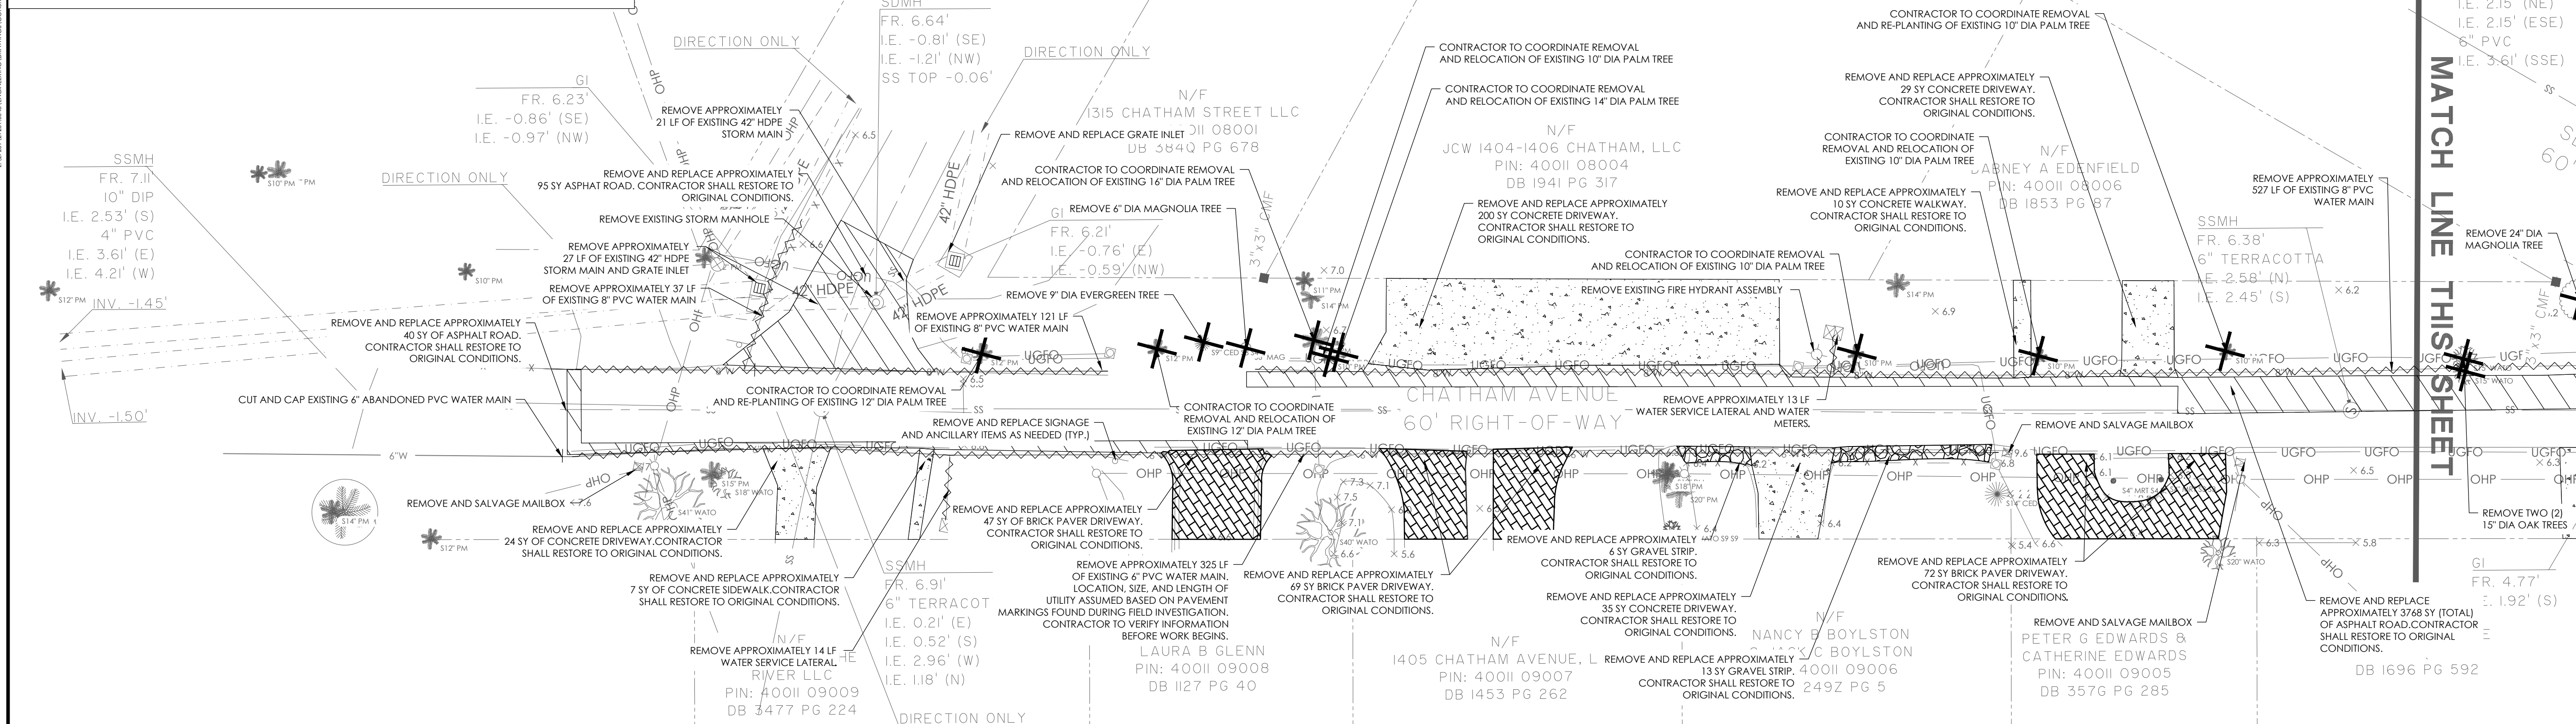 SDMH
FR. 6.64'
I.E. -0.81' (SE)
I.E. -1.21' (NW)
SS TOP -0.06'
DIRECTION ONLY
DIRECTION ONLY
GI
FR. 6.23'
I.E. -0.86' (SE)
I.E. -0.97' (NW)
REMOVE APPROXIMATELY
21 LF OF EXISTING 42" HDPE
STORM MAIN
N/F
1315 CHATHAM STREET LLC
08001
DB 384Q PG 678
REMOVE AND REPLACE GRATE INLET
SSMH
FR. 7.11'
10" DIP
I.E. 2.53' (S)
4" PVC
I.E. 3.61' (E)
I.E. 4.21' (W)
INV. -1.45'
INV. -1.50'
DIRECTION ONLY
REMOVE AND REPLACE APPROXIMATELY
95 SY ASPHAT ROAD. CONTRACTOR SHALL RESTORE TO
ORIGINAL CONDITIONS.
REMOVE EXISTING STORM MANHOLE
REMOVE APPROXIMATELY
27 LF OF EXISTING 42" HDPE
STORM MAIN AND GRATE INLET
REMOVE APPROXIMATELY 37 LF
OF EXISTING 8" PVC WATER MAIN
REMOVE AND REPLACE APPROXIMATELY
40 SY OF ASPHALT ROAD.
CONTRACTOR SHALL RESTORE TO
ORIGINAL CONDITIONS.
CUT AND CAP EXISTING 6" ABANDONED PVC WATER MAIN
CONTRACTOR TO COORDINATE REMOVAL
AND RELOCATION OF EXISTING 16" DIA PALM TREE
REMOVE 6" DIA MAGNOLIA TREE
GI
FR. 6.21'
I.E. -0.76' (E)
I.E. -0.59' (NW)
42" HDPE
42" HDPE
42" HDPE
REMOVE 9" DIA EVERGREEN TREE
REMOVE APPROXIMATELY 121 LF
OF EXISTING 8" PVC WATER MAIN
CONTRACTOR TO COORDINATE REMOVAL
AND RE-PLANTING OF EXISTING 12" DIA PALM TREE
REMOVE AND REPLACE SIGNAGE
AND ANCILLARY ITEMS AS NEEDED (TYP.)
CONTRACTOR TO COORDINATE
REMOVAL AND RELOCATION OF
EXISTING 12" DIA PALM TREE
CONTRACTOR TO COORDINATE REMOVAL
AND RELOCATION OF EXISTING 10" DIA PALM TREE
CONTRACTOR TO COORDINATE REMOVAL
AND RELOCATION OF EXISTING 14" DIA PALM TREE
N/F
JCW 1404-1406 CHATHAM, LLC
PIN: 40011 08004
DB 1941 PG 317
REMOVE AND REPLACE APPROXIMATELY
200 SY CONCRETE DRIVEWAY.
CONTRACTOR SHALL RESTORE TO
ORIGINAL CONDITIONS.
3"x3" CMF
CONTRACTOR TO COORDINATE REMOVAL
AND RE-PLANTING OF EXISTING 10" DIA PALM TREE
REMOVE AND REPLACE APPROXIMATELY
29 SY CONCRETE DRIVEWAY.
CONTRACTOR SHALL RESTORE TO
ORIGINAL CONDITIONS.
CONTRACTOR TO COORDINATE
REMOVAL AND RELOCATION OF
EXISTING 10" DIA PALM TREE
REMOVE AND REPLACE APPROXIMATELY
10 SY CONCRETE WALKWAY.
CONTRACTOR SHALL RESTORE TO
ORIGINAL CONDITIONS.
CONTRACTOR TO COORDINATE REMOVAL
AND RELOCATION OF EXISTING 10" DIA PALM TREE
REMOVE EXISTING FIRE HYDRANT ASSEMBLY
N/F
EDENFIELD
PIN: 40011 08006
DB 1853 PG 87
SSMH
FR. 6.38'
6" TERRACOTTA
I.E. 2.58' (N)
I.E. 2.45' (S)
REMOVE APPROXIMATELY
527 LF OF EXISTING 8" PVC
WATER MAIN
MATCH LINE THIS SHEET
I.E. 2.15' (NE)
I.E. 2.15' (ESE)
6" PVC
I.E. 3.61' (SSE)
REMOVE 24" DIA
MAGNOLIA TREE
3"x3" CMF
CHATHAM AVENUE
60' RIGHT-OF-WAY
REMOVE APPROXIMATELY 13 LF
WATER SERVICE LATERAL AND WATER
METERS.
REMOVE AND SALVAGE MAILBOX
REMOVE AND SALVAGE MAILBOX
REMOVE AND REPLACE APPROXIMATELY
24 SY OF CONCRETE DRIVEWAY.CONTRACTOR
SHALL RESTORE TO ORIGINAL CONDITIONS.
REMOVE AND REPLACE APPROXIMATELY
7 SY OF CONCRETE SIDEWALK.CONTRACTOR
SHALL RESTORE TO ORIGINAL CONDITIONS.
REMOVE APPROXIMATELY 14 LF
WATER SERVICE LATERAL.
N/F
RIVER LLC
PIN: 40011 09009
DB 3477 PG 224
SSMH
FR. 6.91'
6" TERRACOT
I.E. 0.21' (E)
I.E. 0.52' (S)
I.E. 2.96' (W)
I.E. 1.18' (N)
DIRECTION ONLY
REMOVE AND REPLACE APPROXIMATELY
47 SY OF BRICK PAVER DRIVEWAY.
CONTRACTOR SHALL RESTORE TO
ORIGINAL CONDITIONS.
REMOVE APPROXIMATELY 325 LF
OF EXISTING 6" PVC WATER MAIN.
LOCATION, SIZE, AND LENGTH OF
UTILITY ASSUMED BASED ON PAVEMENT
MARKINGS FOUND DURING FIELD INVESTIGATION.
CONTRACTOR TO VERIFY INFORMATION
BEFORE WORK BEGINS.
LAURA B GLENN
PIN: 40011 09008
DB 1127 PG 40
REMOVE AND REPLACE APPROXIMATELY
69 SY BRICK PAVER DRIVEWAY.
CONTRACTOR SHALL RESTORE TO
ORIGINAL CONDITIONS.
N/F
1405 CHATHAM AVENUE, L
PIN: 40011 09007
DB 1453 PG 262
REMOVE AND REPLACE APPROXIMATELY
6 SY GRAVEL STRIP.
CONTRACTOR SHALL RESTORE TO
ORIGINAL CONDITIONS.
REMOVE AND REPLACE APPROXIMATELY
35 SY CONCRETE DRIVEWAY.
CONTRACTOR SHALL RESTORE TO
ORIGINAL CONDITIONS.
REMOVE AND REPLACE APPROXIMATELY
13 SY GRAVEL STRIP.
CONTRACTOR SHALL RESTORE TO
ORIGINAL CONDITIONS.
N/F
NANCY B BOYLSTON
C BOYLSTON
40011 09006
249Z PG 5
REMOVE AND REPLACE APPROXIMATELY
72 SY BRICK PAVER DRIVEWAY.
CONTRACTOR SHALL RESTORE TO
ORIGINAL CONDITIONS.
REMOVE AND SALVAGE MAILBOX
PETER G EDWARDS &
CATHERINE EDWARDS
PIN: 40011 09005
DB 357G PG 285
REMOVE AND REPLACE
APPROXIMATELY 3768 SY (TOTAL)
OF ASPHALT ROAD.CONTRACTOR
SHALL RESTORE TO ORIGINAL
CONDITIONS.
DB 1696 PG 592
REMOVE TWO (2)
15" DIA OAK TREES
GI
FR. 4.77'
1.92' (S)